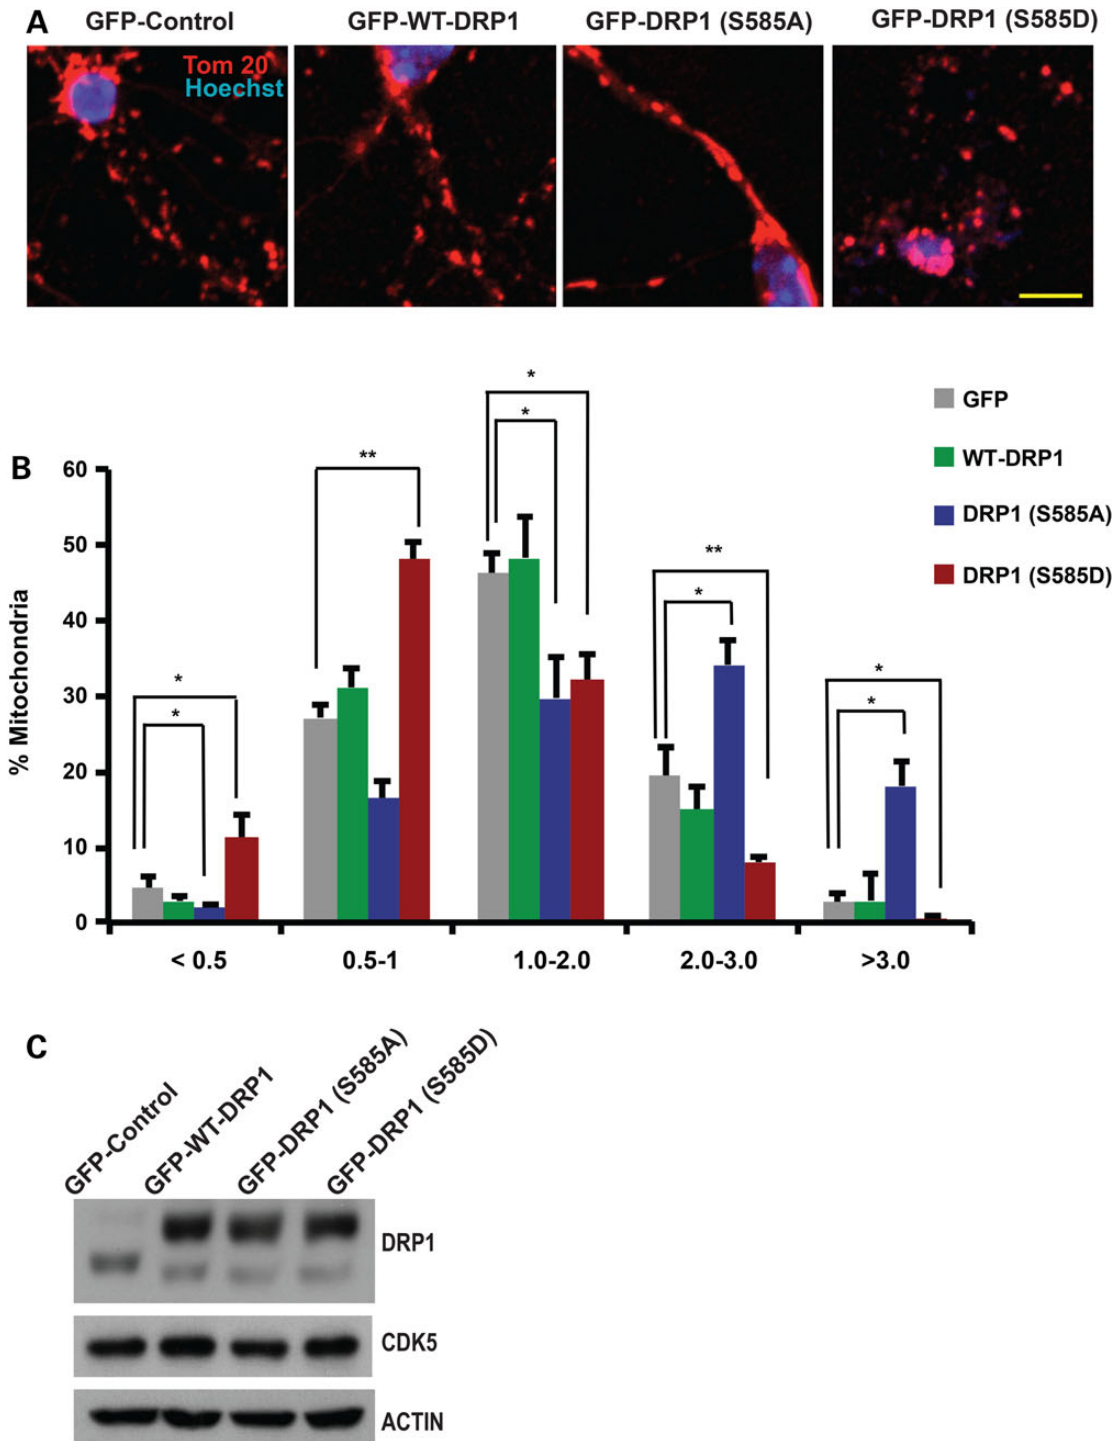 A
GFP-Control
GFP-WT-DRP1
GFP-DRP1 (S585A)
GFP-DRP1 (S585D)
Tom 20
Hoechst
B
% Mitochondria
60
50
40
30
20
10
0
*
*
**
*
*
**
*
*
*
GFP
WT-DRP1
DRP1 (S585A)
DRP1 (S585D)
< 0.5
0.5-1
1.0-2.0
2.0-3.0
>3.0
C
GFP-Control
GFP-WT-DRP1
GFP-DRP1 (S585A)
GFP-DRP1 (S585D)
DRP1
CDK5
ACTIN